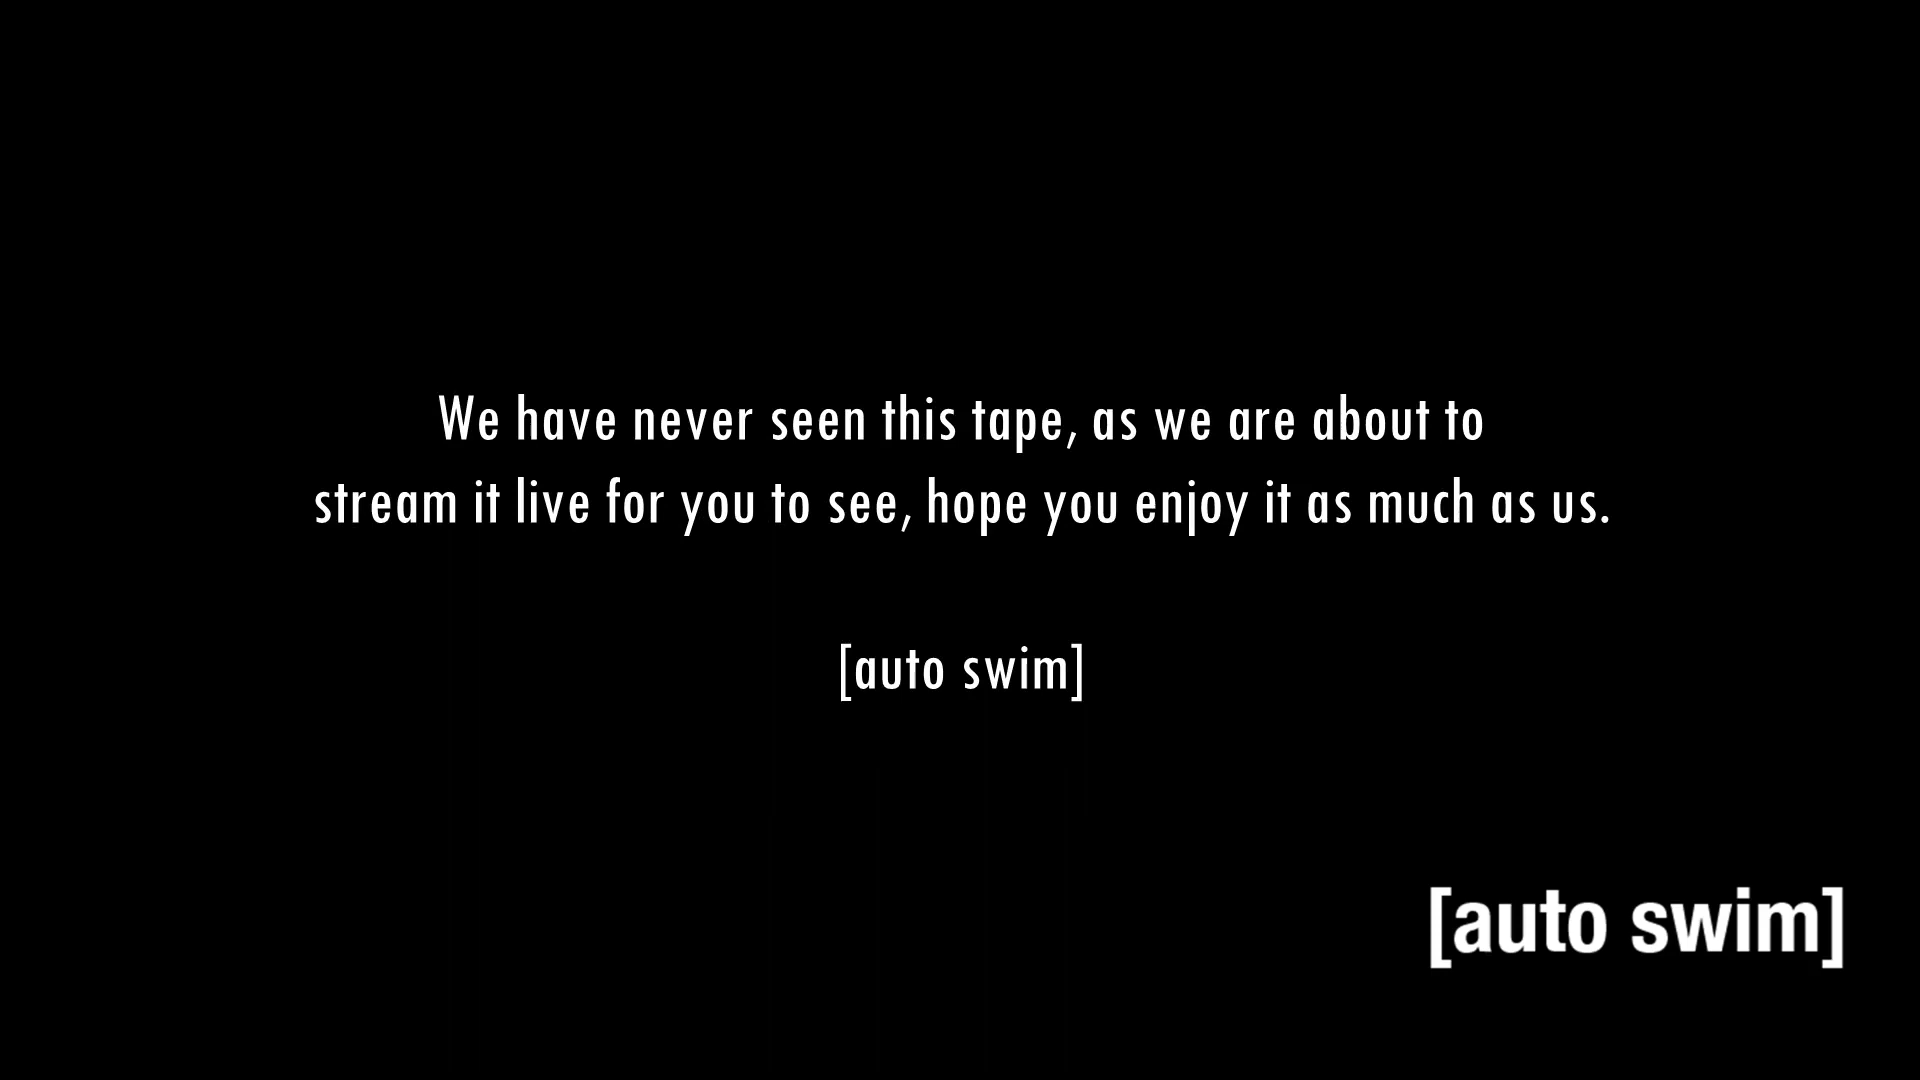 We have never seen this tape, as we are about to
stream it live for you to see, hope you enjoy it as much as us.
[auto swim]
[auto swim]